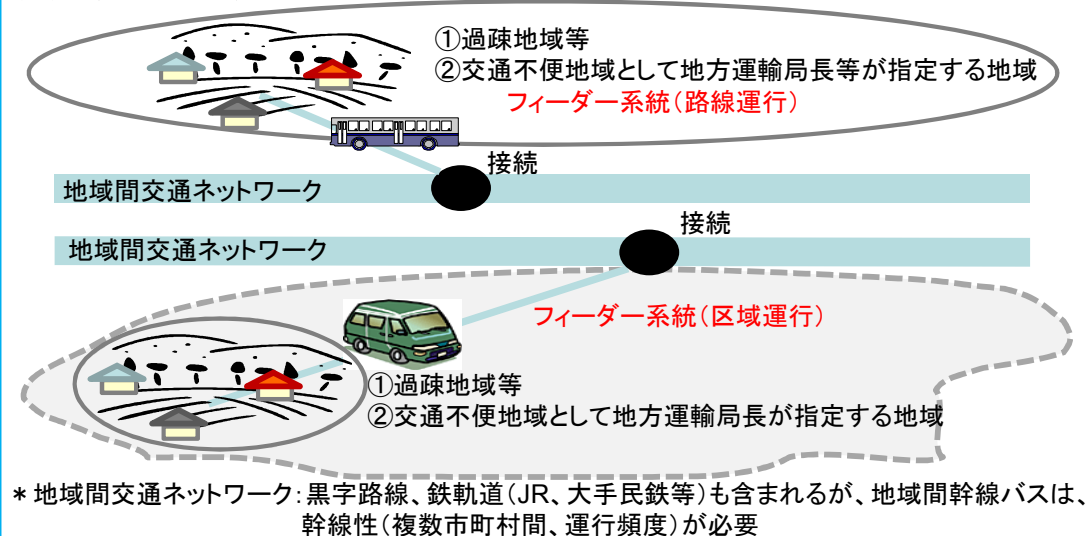 ①過疎地域等
②交通不便地域として地方運輸局長等が指定する地域
フィーダー系統(路線運行)
接続
地域間交通ネットワーク
接続
地域間交通ネットワーク
フィーダー系統(区域運行)
①過疎地域等
②交通不便地域として地方運輸局長が指定する地域
*地域間交通ネットワーク:黒字路線、鉄軌道(JR、大手民鉄等)も含まれるが、地域間幹線バスは、
幹線性(複数市町村間、運行頻度)が必要